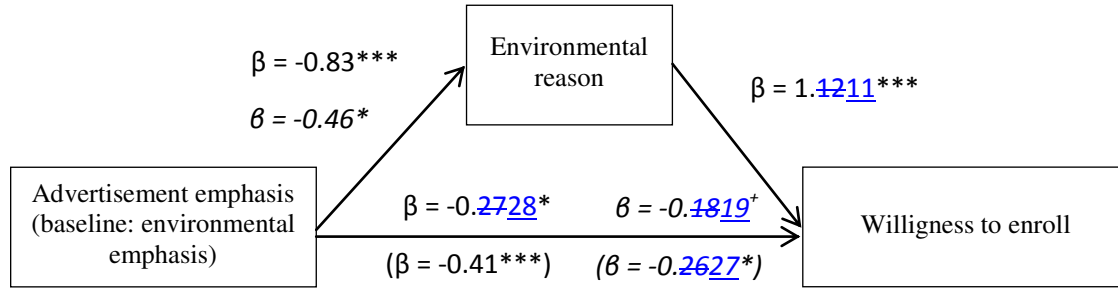 Environmental
reason
β = -0.83***
β = -0.46*
β = 1.1211***
Advertisement emphasis
(baseline: environmental
emphasis)
β = -0.2728*
β = -0.1819+
(β = -0.41***)
(β = -0.2627*)
Willigness to enroll